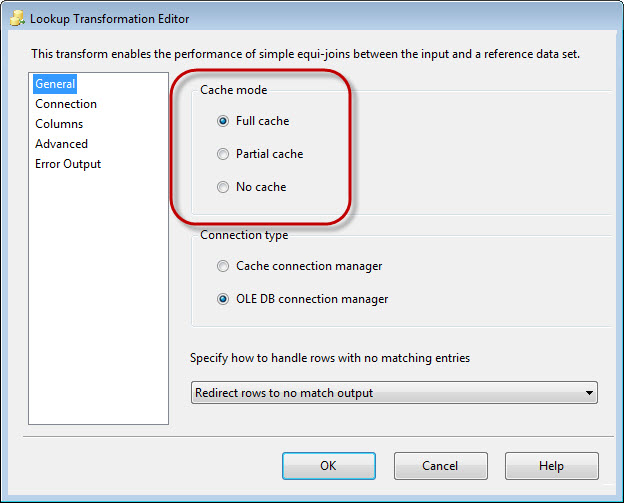 Lookup Transformation Editor
This transform enables the performance of simple equi-joins between the input and a reference data set.
General
Connection
Columns
Advanced
Error Output
Cache mode
Full cache
Partial cache
No cache
Connection type
Cache connection manager
OLE DB connection manager
Specify how to handle rows with no matching entries
Redirect rows to no match output
OK
Cancel
Help